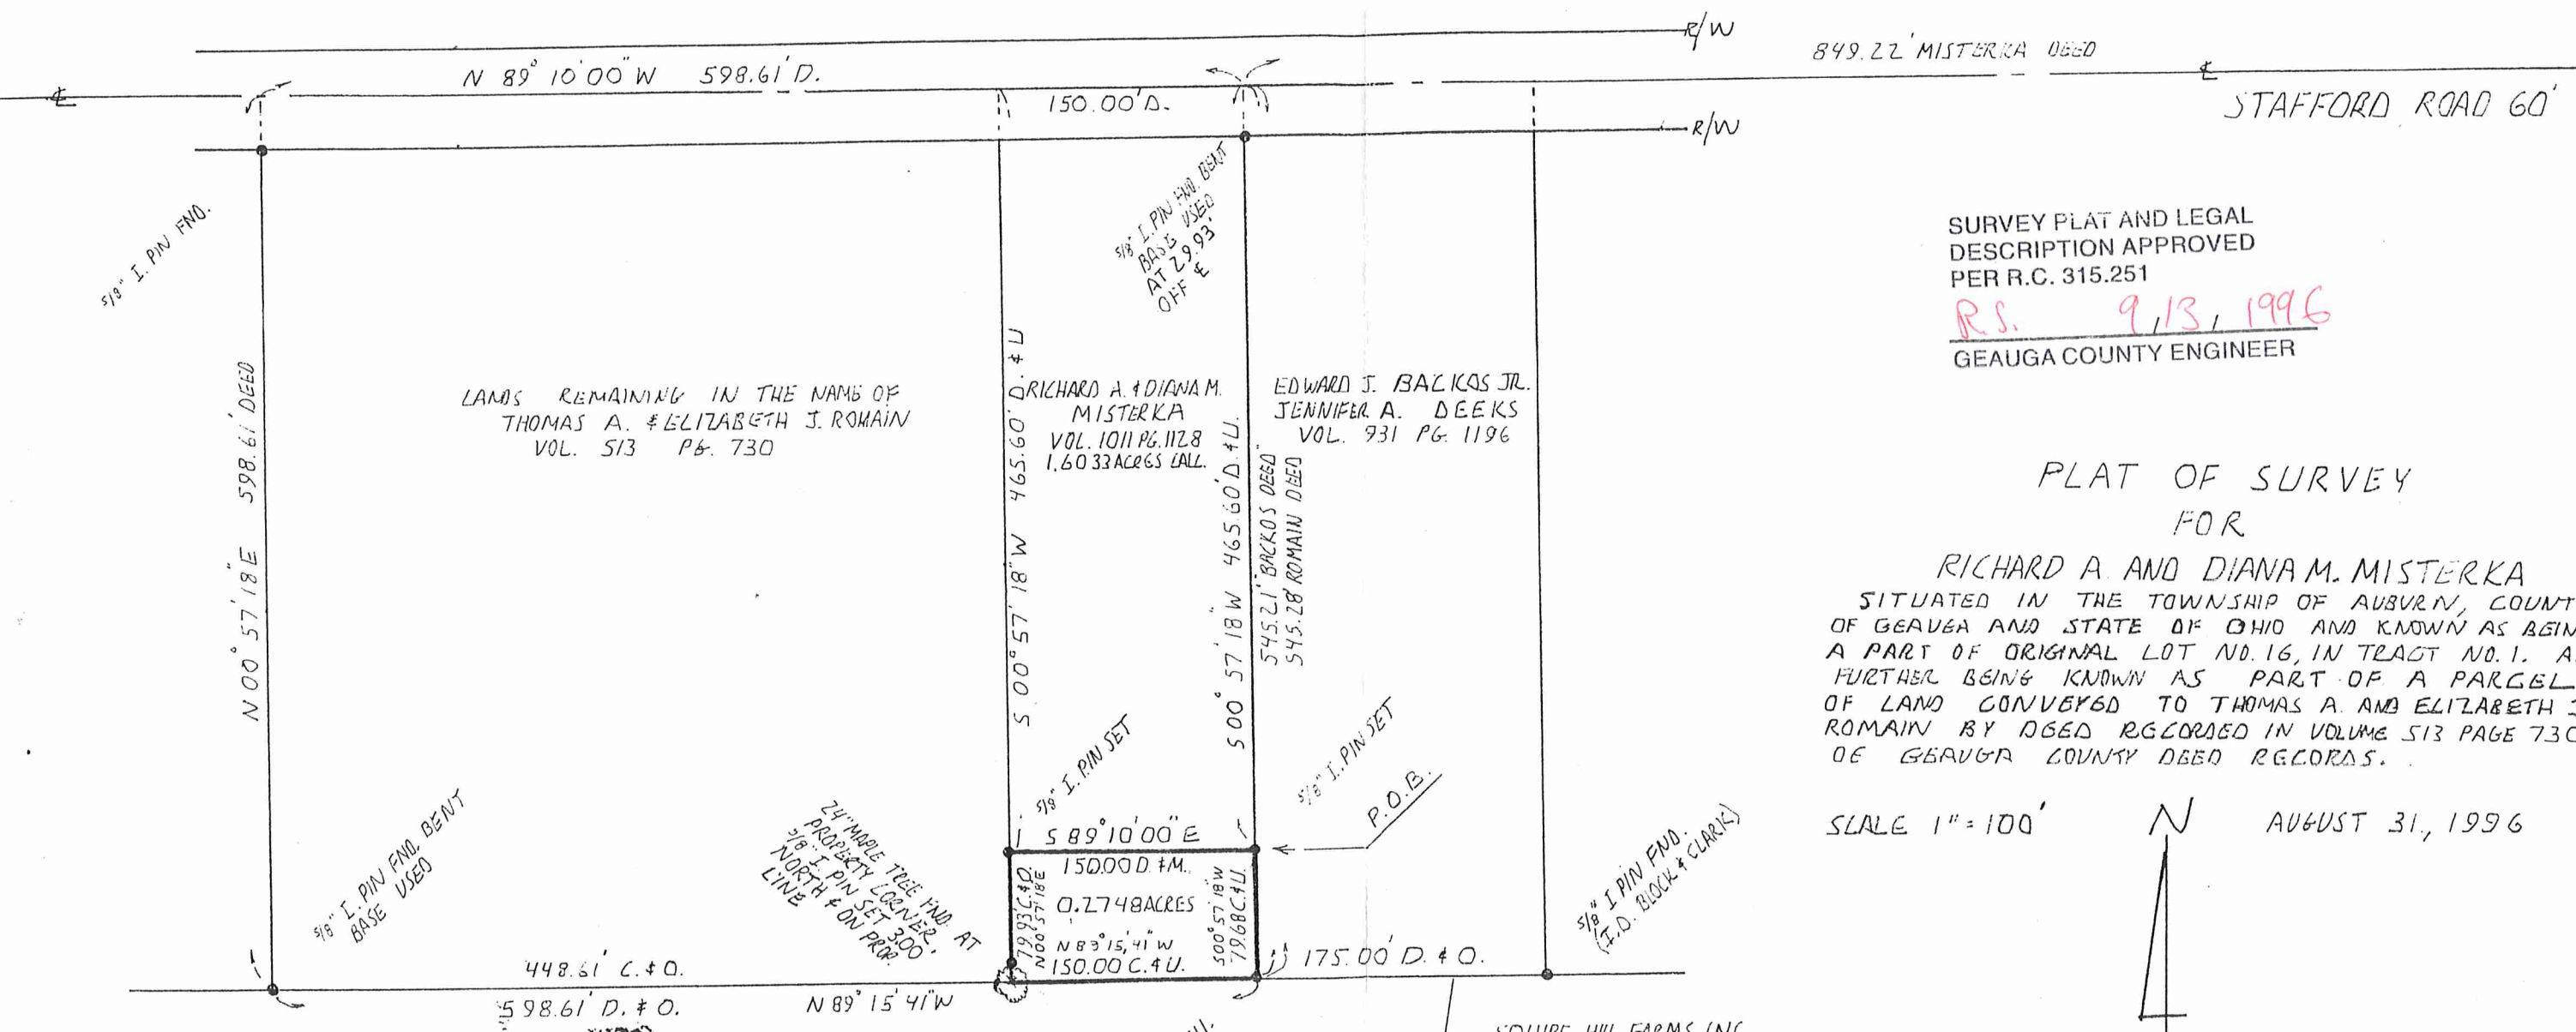 R/W
849.22' MISTERKA DEED
N 89° 10' 00" W 598.61' D.
℄
150.00' D.
℄
STAFFORD ROAD 60'
R/W
5/8" I. PIN FND.
5/8" I. PIN FND. BENT
BASE USED
AT 29.93'
OFF ℄
SURVEY PLAT AND LEGAL
DESCRIPTION APPROVED
PER R.C. 315.251
R.S. 9, 13, 1996
GEAUGA COUNTY ENGINEER
N 00° 57' 18" E 598.61' DEED
LANDS REMAINING IN THE NAME OF
THOMAS A. & ELIZABETH J. ROMAIN
VOL. 513 PG. 730
S 00° 57' 18" W 465.60' D. & U
RICHARD A. & DIANA M.
MISTERKA
VOL. 1011 PG. 1128
1.6033 ACRES CALL.
S 00° 57' 18" W 465.60' D. & U.
545.21' BACKOS DEED
545.28' ROMAIN DEED
EDWARD J. BACKOS JR.
JENNIFER A. DEEKS
VOL. 931 PG. 1196
PLAT OF SURVEY
FOR
RICHARD A. AND DIANA M. MISTERKA
SITUATED IN THE TOWNSHIP OF AUBURN, COUNT
OF GEAUGA AND STATE OF OHIO AND KNOWN AS BEIN
A PART OF ORIGINAL LOT NO. 16, IN TRACT NO. 1. A
FURTHER BEING KNOWN AS PART OF A PARCEL
OF LAND CONVEYED TO THOMAS A. AND ELIZABETH J
ROMAIN BY DEED RECORDED IN VOLUME 513 PAGE 730
OF GEAUGA COUNTY DEED RECORDS.
SCALE 1" = 100'
N
AUGUST 31, 1996
5/8" I. PIN FND. BENT
BASE USED
24" MAPLE TREE FND. AT
PROPERTY CORNER,
5/8" I. PIN SET 3.00'
NORTH & ON PROP.
LINE
5/8" I. PIN SET
5/8" I. PIN SET
P.O.B.
5/8" I. PIN FND.
(I.D. BLOCK & CLARK)
S 89° 10' 00" E
150.00 D. & M.
0.2748 ACRES
N 89° 15' 41" W
150.00 C. & U.
79.93' C. & O.
N 00° 57' 18" E
S 00° 57' 18" W
79.68 C. & U.
448.61' C. & O.
598.61' D. & O.
N 89° 15' 41" W
175.00' D. & O.